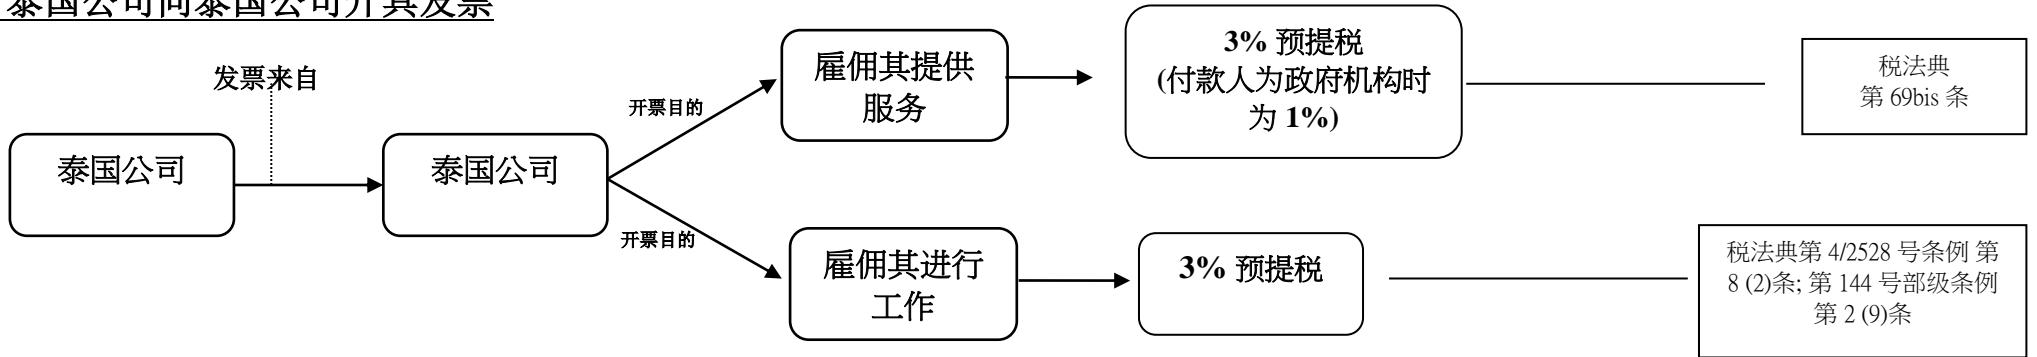 泰国公司向泰国公司开具发票
发票来自
泰国公司
泰国公司
开票目的
开票目的
雇佣其提供
服务
3% 预提税
(付款人为政府机构时
为 1%)
税法典
第 69bis 条
雇佣其进行
工作
3% 预提税
税法典第 4/2528 号条例 第
8 (2)条; 第 144 号部级条例
第 2 (9)条